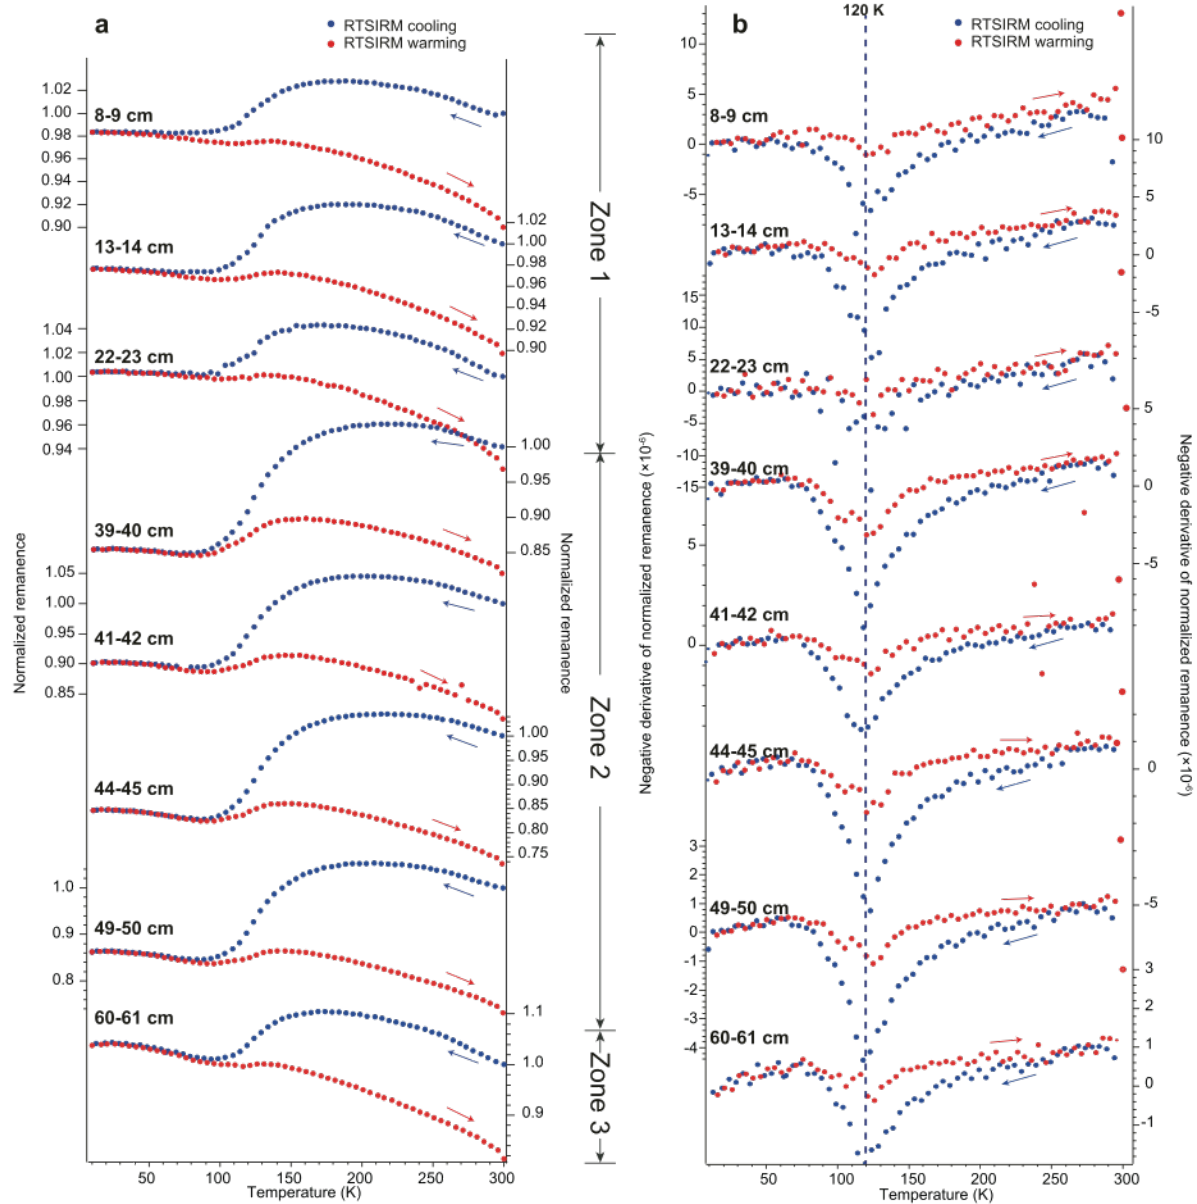 a
RTSIRM cooling
RTSIRM warming
1.02
1.00
0.98
0.96
0.94
0.92
0.90
8-9 cm
13-14 cm
1.02
1.00
0.98
0.96
0.94
0.92
0.90
1.04
1.02
1.00
0.98
0.96
0.94
22-23 cm
1.00
0.95
0.90
0.85
39-40 cm
1.05
1.00
0.95
0.90
0.85
41-42 cm
1.00
0.95
0.90
0.85
0.80
0.75
44-45 cm
1.0
0.9
0.8
49-50 cm
60-61 cm
1.1
1.0
0.9
Normalized remanence
Normalized remanence
50
100
150
200
250
300
Temperature (K)
Zone 1
Zone 2
Zone 3
120 K
b
RTSIRM cooling
RTSIRM warming
10
5
0
-5
8-9 cm
10
5
0
-5
13-14 cm
15
10
5
0
-5
-10
-15
22-23 cm
5
0
-5
39-40 cm
5
0
41-42 cm
0
-5
44-45 cm
3
2
1
0
-1
-2
-3
-4
49-50 cm
3
2
1
0
-1
60-61 cm
Negative derivative of normalized remanence (×10⁻⁶)
Negative derivative of normalized remanence (×10⁻⁶)
50
100
150
200
250
300
Temperature (K)